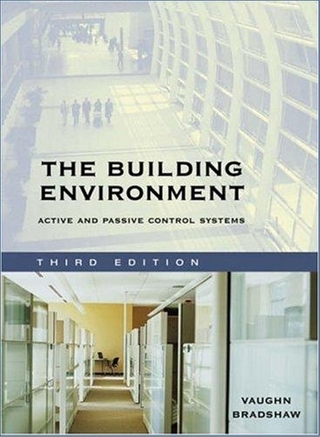 THE BUILDING
ENVIRONMENT
ACTIVE AND PASSIVE CONTROL SYSTEMS
THIRD EDITION
VAUGHN
BRADSHAW